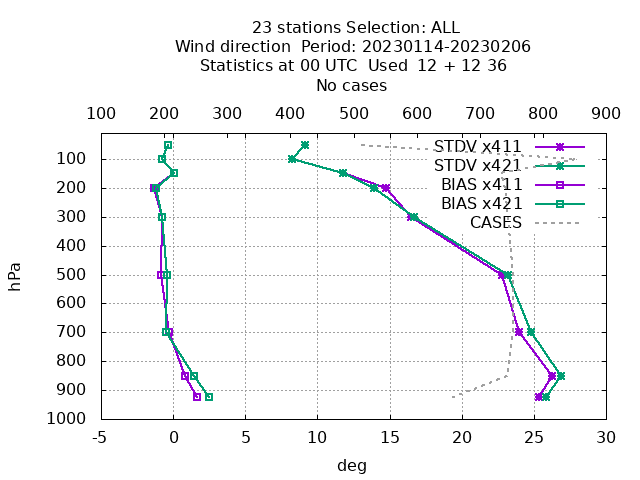 23 stations Selection: ALL
Wind direction  Period: 20230114-20230206
Statistics at 00 UTC  Used  12 + 12 36
No cases
100 200 300 400 500 600 700 800 900
STDV x411
STDV x421
BIAS x411
BIAS x421
CASES
hPa
100
200
300
400
500
600
700
800
900
1000
-5 0 5 10 15 20 25 30
deg